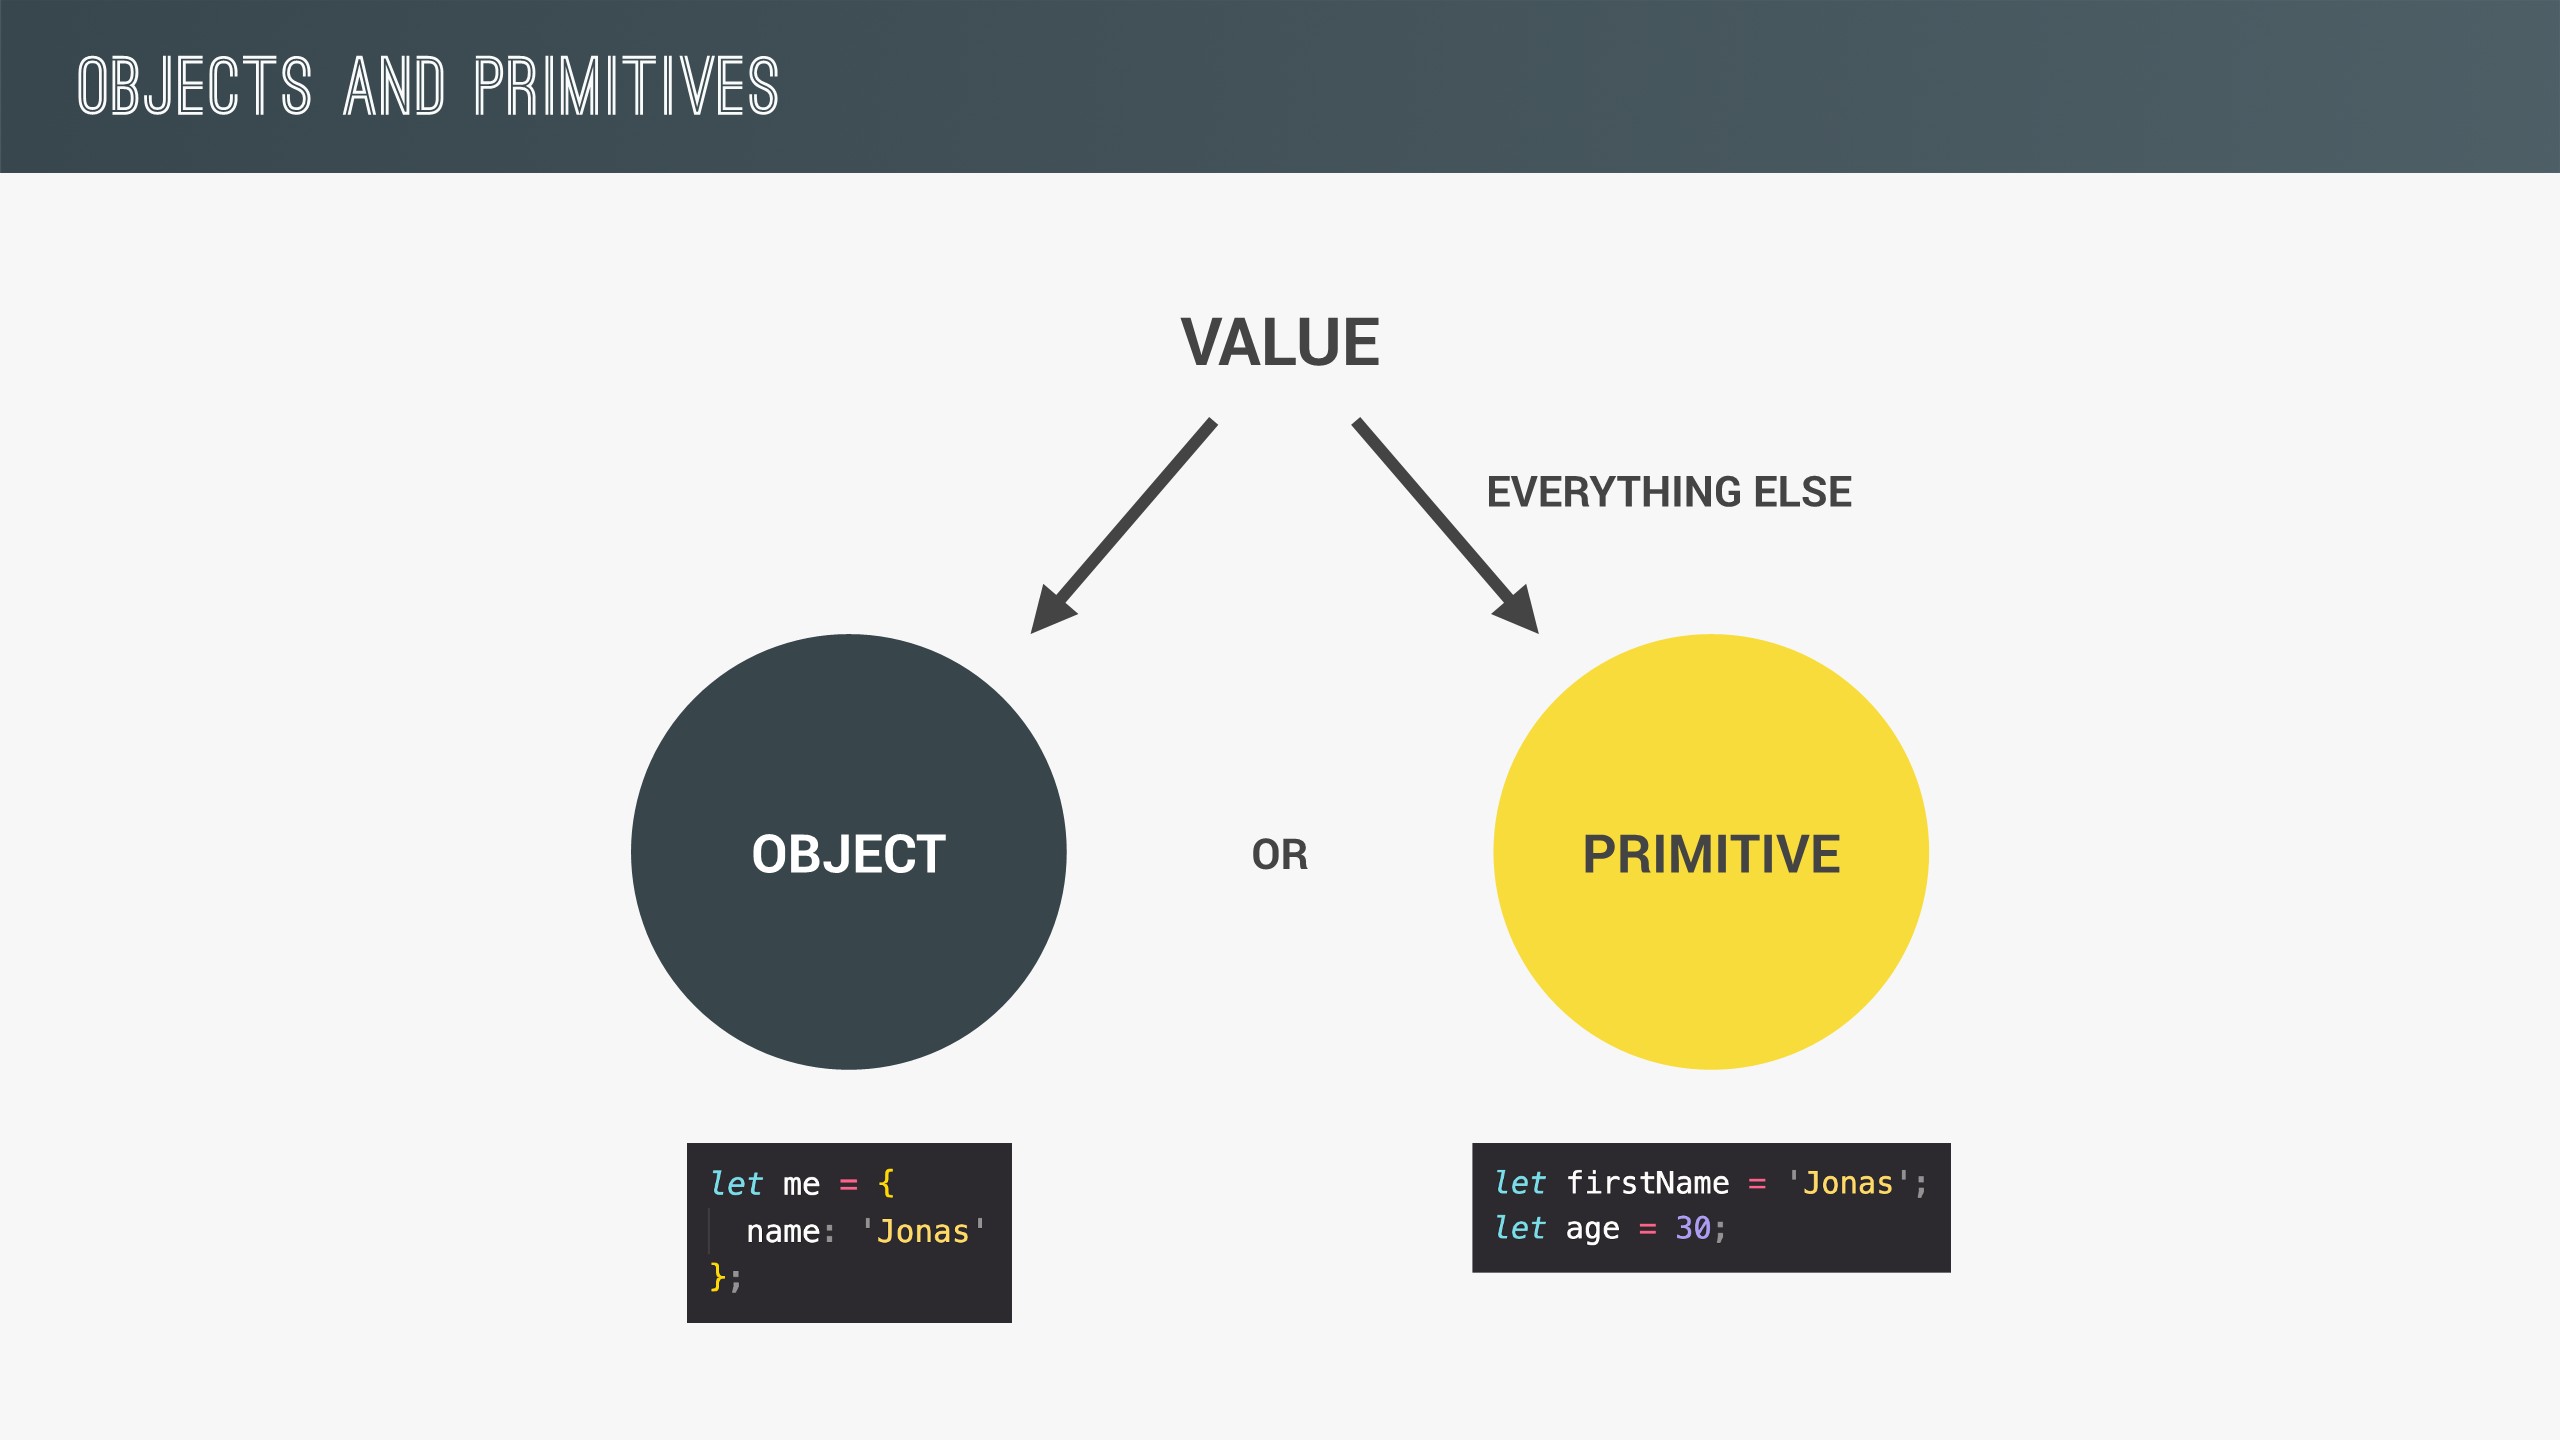 OBJECTS AND PRIMITIVES
VALUE
EVERYTHING ELSE
OBJECT
OR
PRIMITIVE
let me = {
  name: 'Jonas'
};
let firstName = 'Jonas';
let age = 30;